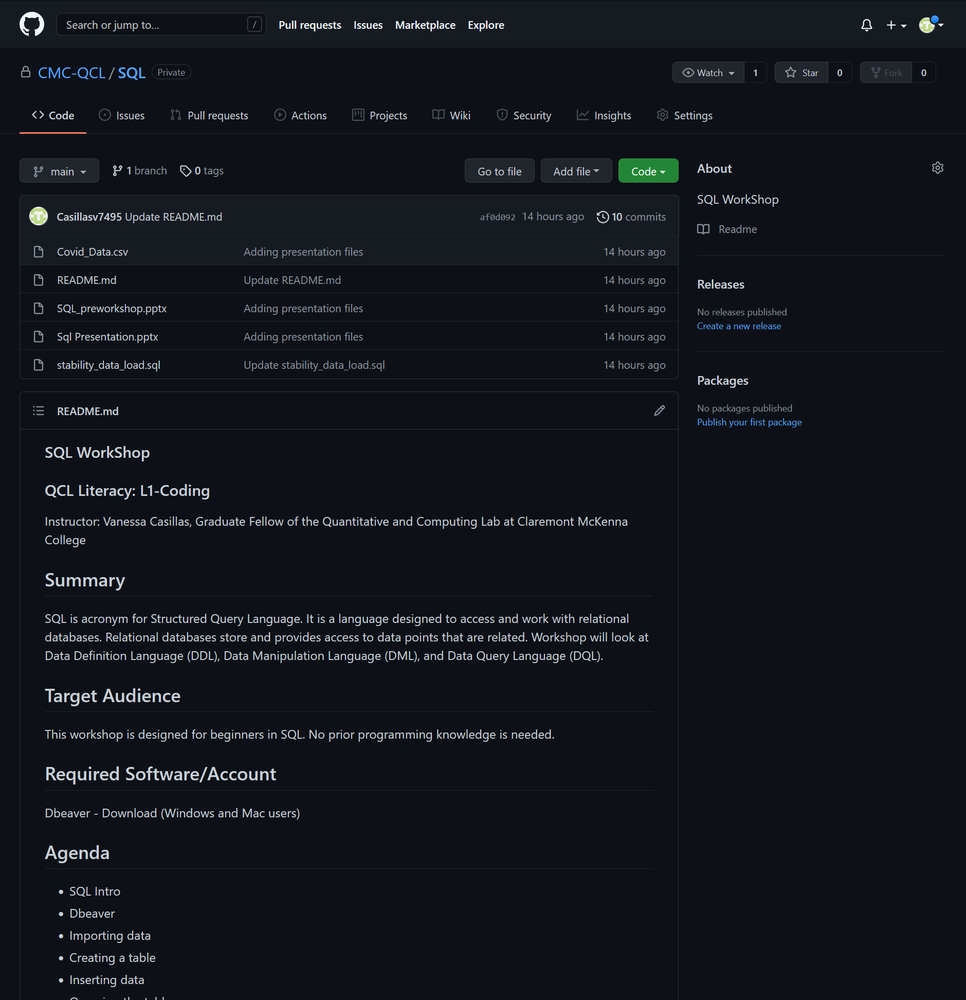 Search or jump to... / Pull requests Issues Marketplace Explore
CMC-QCL / SQL Private Watch 1 Star 0 Fork 0
Code Issues Pull requests Actions Projects Wiki Security Insights Settings
main 1 branch 0 tags Go to file Add file Code
Casillasv7495 Update README.md af0d092 14 hours ago 10 commits
Covid_Data.csv Adding presentation files 14 hours ago
README.md Update README.md 14 hours ago
SQL_preworkshop.pptx Adding presentation files 14 hours ago
Sql Presentation.pptx Adding presentation files 14 hours ago
stability_data_load.sql Update stability_data_load.sql 14 hours ago
README.md
SQL WorkShop
QCL Literacy: L1-Coding
Instructor: Vanessa Casillas, Graduate Fellow of the Quantitative and Computing Lab at Claremont McKenna
College
Summary
SQL is acronym for Structured Query Language. It is a language designed to access and work with relational
databases. Relational databases store and provides access to data points that are related. Workshop will look at
Data Definition Language (DDL), Data Manipulation Language (DML), and Data Query Language (DQL).
Target Audience
This workshop is designed for beginners in SQL. No prior programming knowledge is needed.
Required Software/Account
Dbeaver - Download (Windows and Mac users)
Agenda
• SQL Intro
• Dbeaver
• Importing data
• Creating a table
• Inserting data
About
SQL WorkShop
Readme
Releases
No releases published
Create a new release
Packages
No packages published
Publish your first package